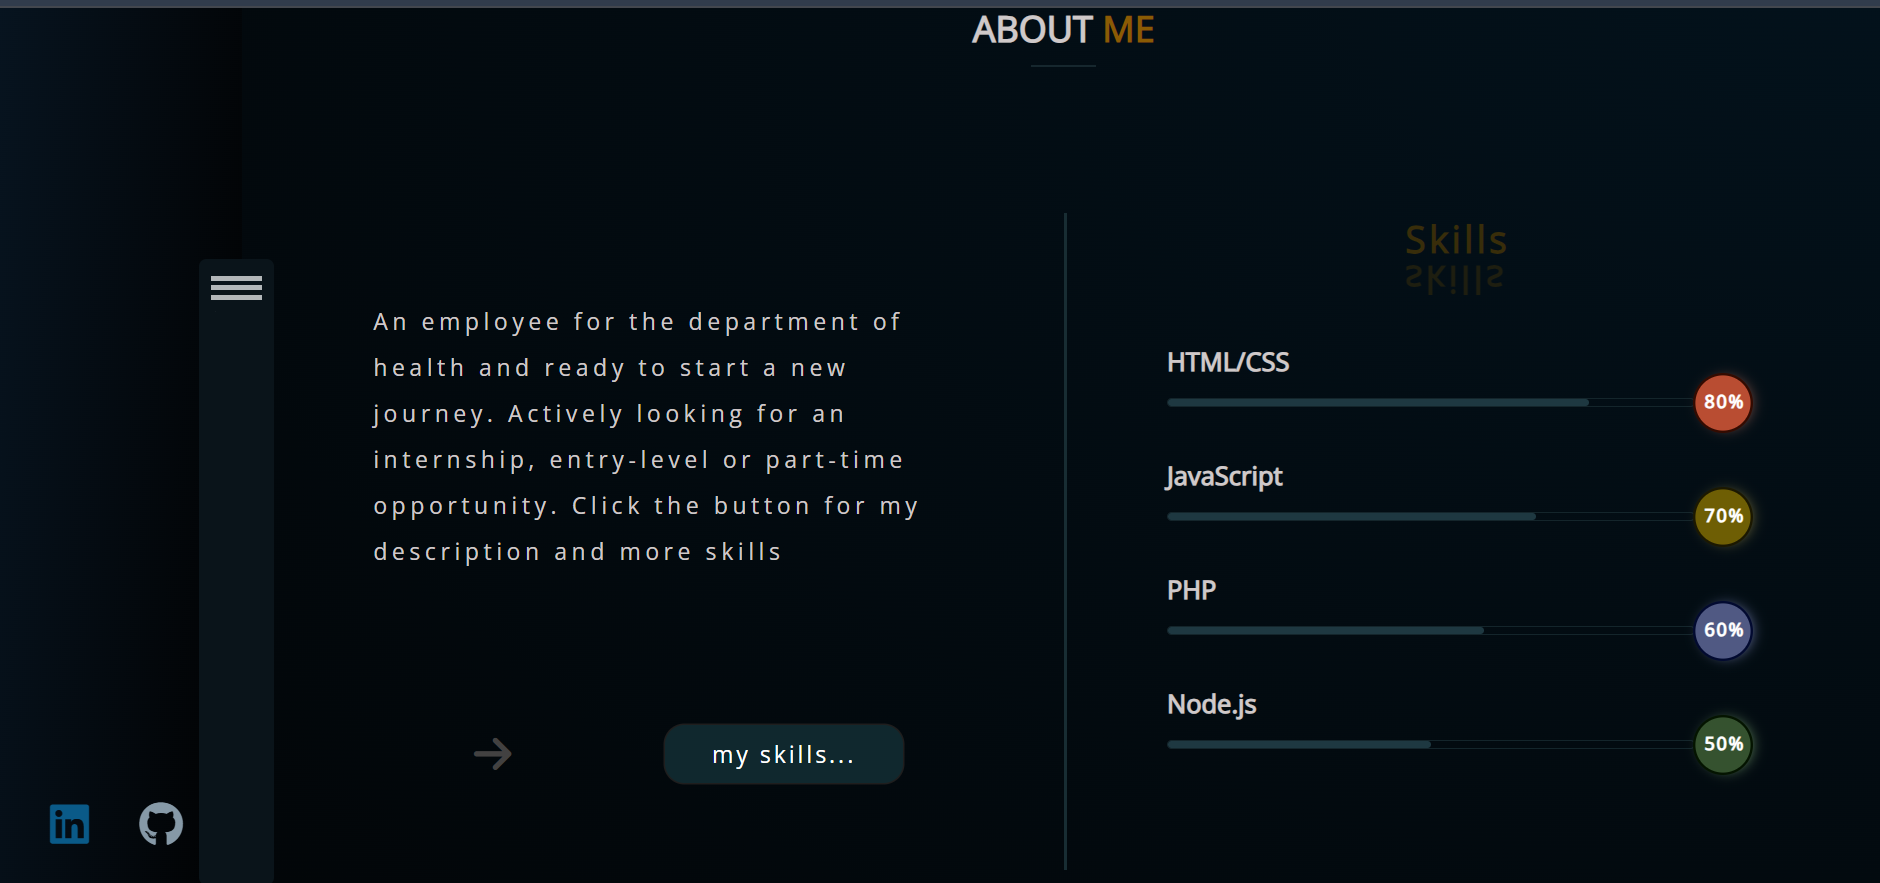 ABOUT ME
An employee for the department of
health and ready to start a new
journey. Actively looking for an
internship, entry-level or part-time
opportunity. Click the button for my
description and more skills
my skills...
in
Skills
Skills
HTML/CSS
80%
JavaScript
70%
PHP
60%
Node.js
50%